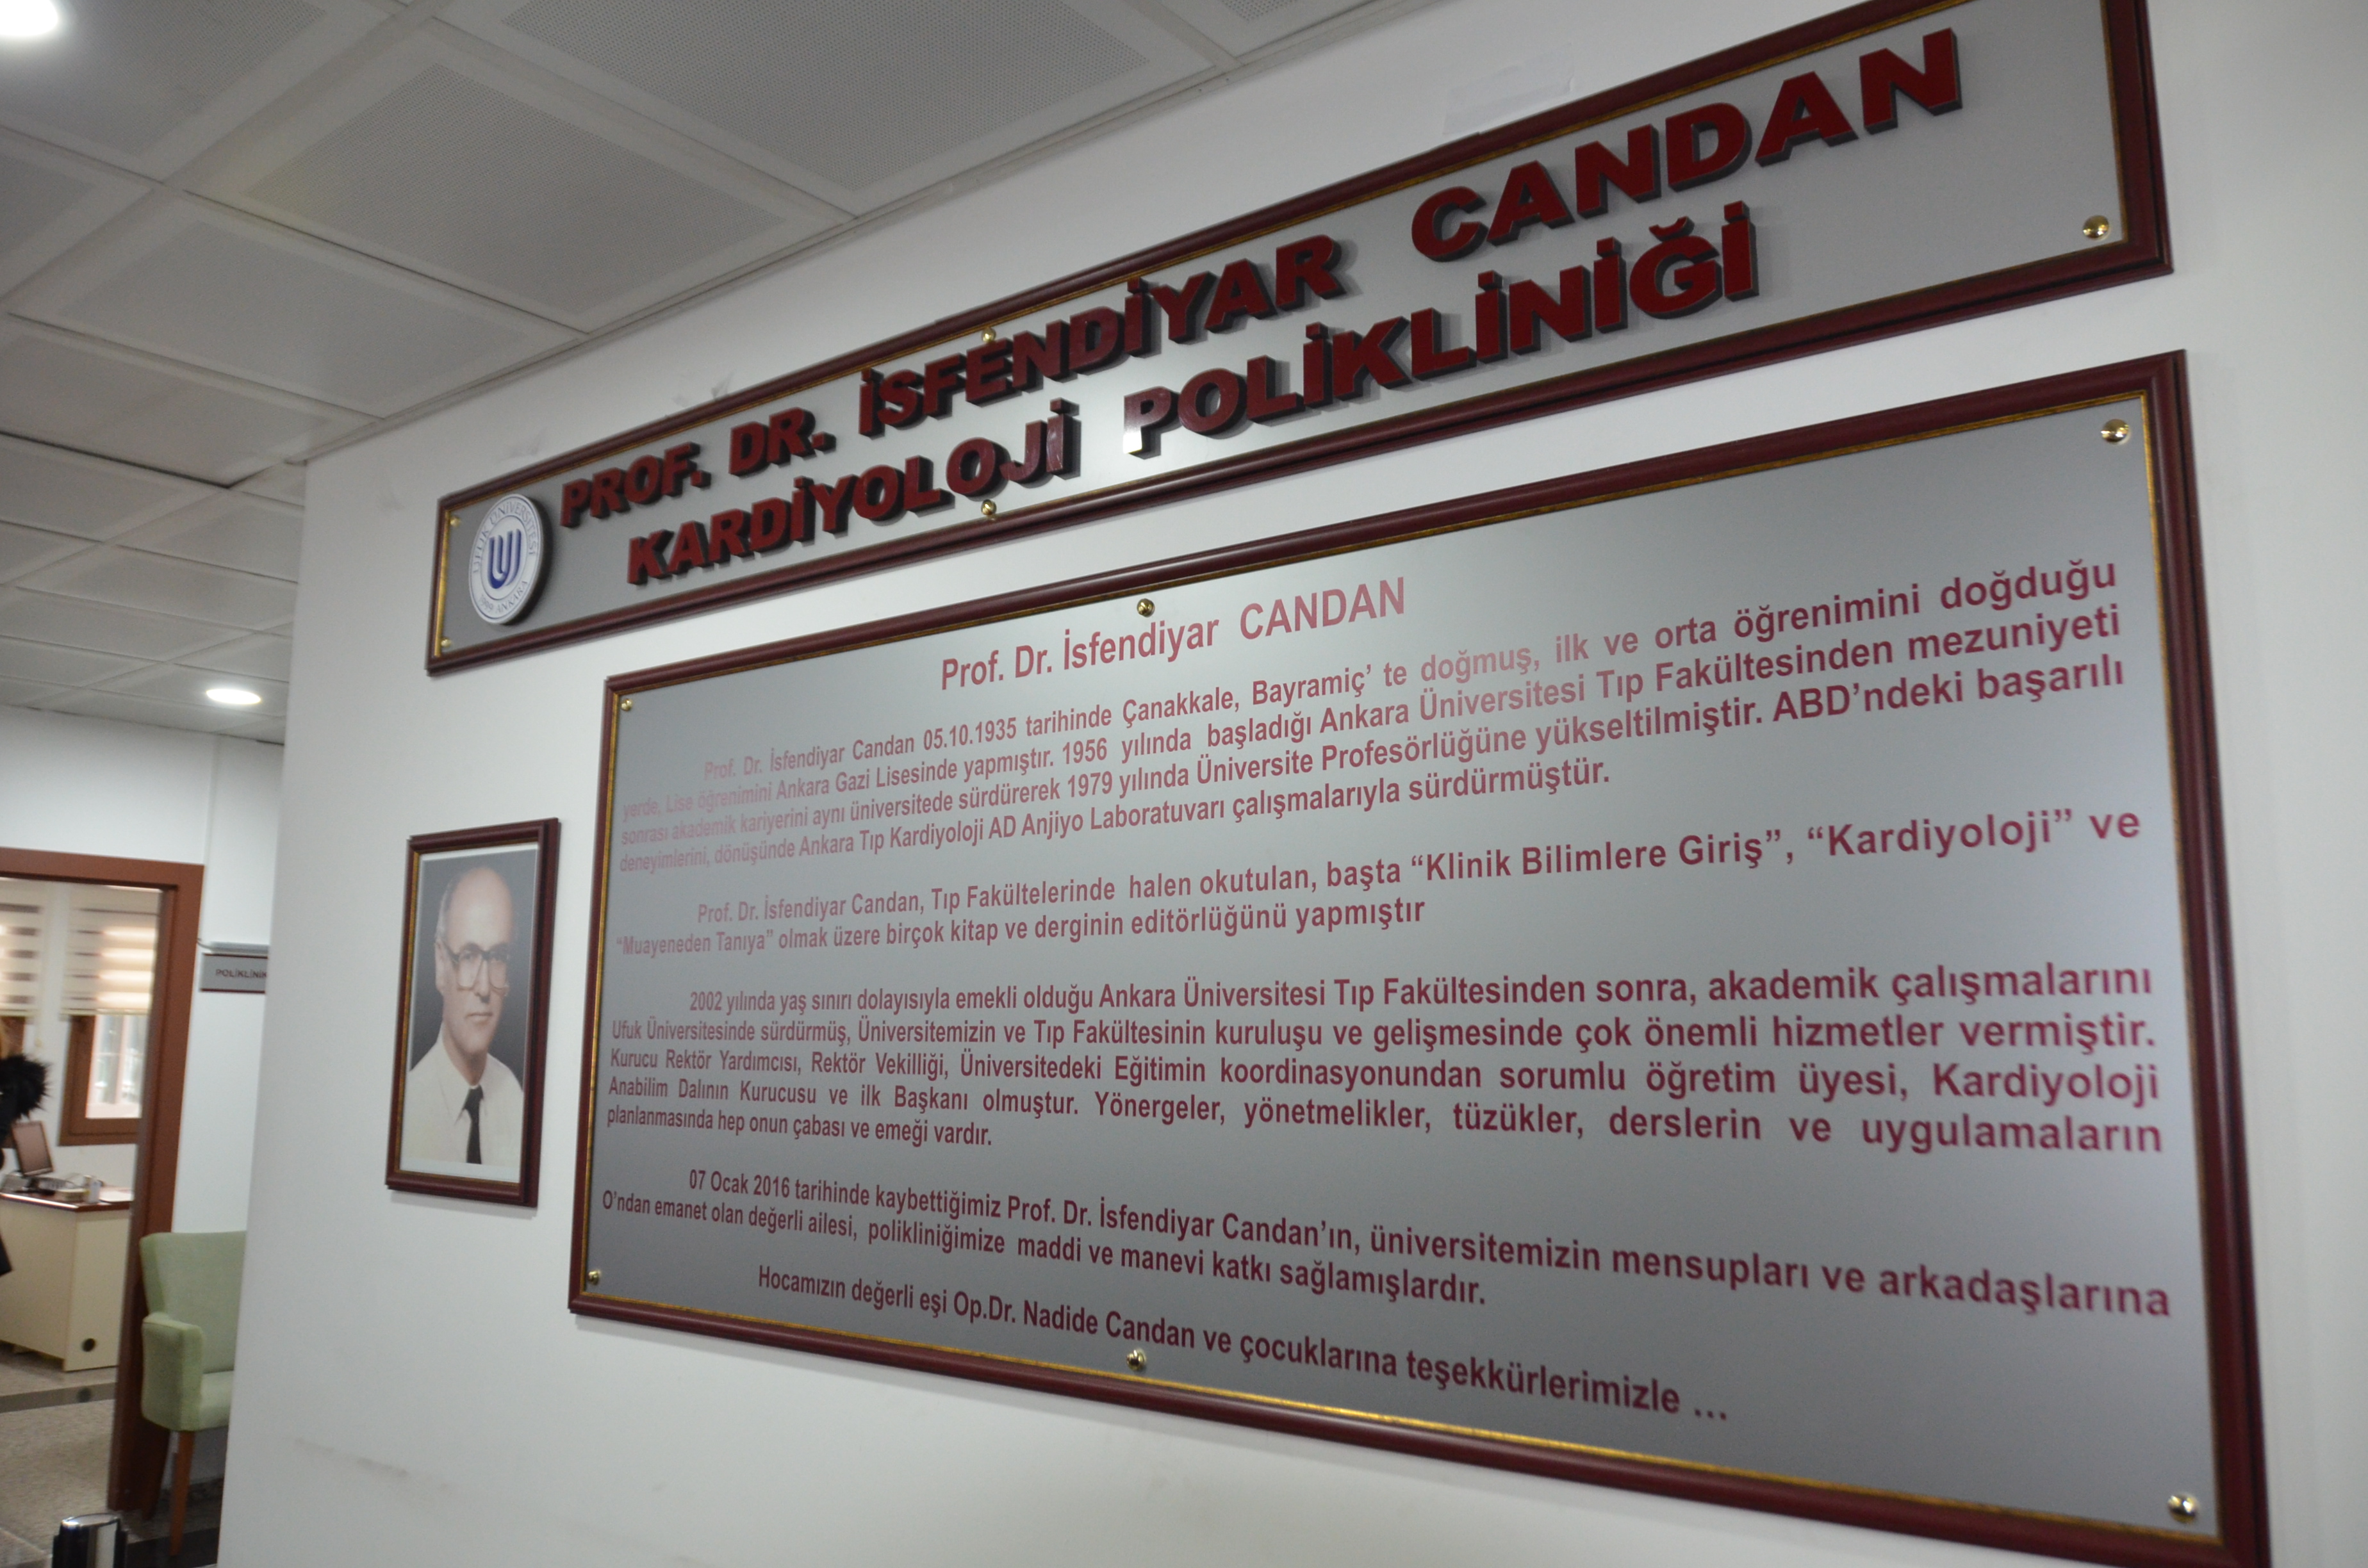 PROF. DR. İSFENDİYAR CANDAN
KARDİYOLOJİ POLİKLİNİĞİ
UFUK ÜNİVERSİTESİ
1999 ANKARA
Prof. Dr. İsfendiyar CANDAN
Prof. Dr. İsfendiyar Candan 05.10.1935 tarihinde Çanakkale, Bayramiç’ te doğmuş, ilk ve orta öğrenimini doğduğu
yerde, Lise öğrenimini Ankara Gazi Lisesinde yapmıştır. 1956 yılında başladığı Ankara Üniversitesi Tıp Fakültesinden mezuniyeti
sonrası akademik kariyerini aynı üniversitede sürdürerek 1979 yılında Üniversite Profesörlüğüne yükseltilmiştir. ABD’ndeki başarılı
deneyimlerini, dönüşünde Ankara Tıp Kardiyoloji AD Anjiyo Laboratuvarı çalışmalarıyla sürdürmüştür.
Prof. Dr. İsfendiyar Candan, Tıp Fakültelerinde halen okutulan, başta “Klinik Bilimlere Giriş”, “Kardiyoloji” ve
“Muayeneden Tanıya” olmak üzere birçok kitap ve derginin editörlüğünü yapmıştır
2002 yılında yaş sınırı dolayısıyla emekli olduğu Ankara Üniversitesi Tıp Fakültesinden sonra, akademik çalışmalarını
Ufuk Üniversitesinde sürdürmüş, Üniversitemizin ve Tıp Fakültesinin kuruluşu ve gelişmesinde çok önemli hizmetler vermiştir.
Kurucu Rektör Yardımcısı, Rektör Vekilliği, Üniversitedeki Eğitimin koordinasyonundan sorumlu öğretim üyesi, Kardiyoloji
Anabilim Dalının Kurucusu ve ilk Başkanı olmuştur. Yönergeler, yönetmelikler, tüzükler, derslerin ve uygulamaların
planlanmasında hep onun çabası ve emeği vardır.
07 Ocak 2016 tarihinde kaybettiğimiz Prof. Dr. İsfendiyar Candan’ın, üniversitemizin mensupları ve arkadaşlarına
O’ndan emanet olan değerli ailesi, polikliniğimize maddi ve manevi katkı sağlamışlardır.
Hocamızın değerli eşi Op.Dr. Nadide Candan ve çocuklarına teşekkürlerimizle ...
POLİKLİNİK